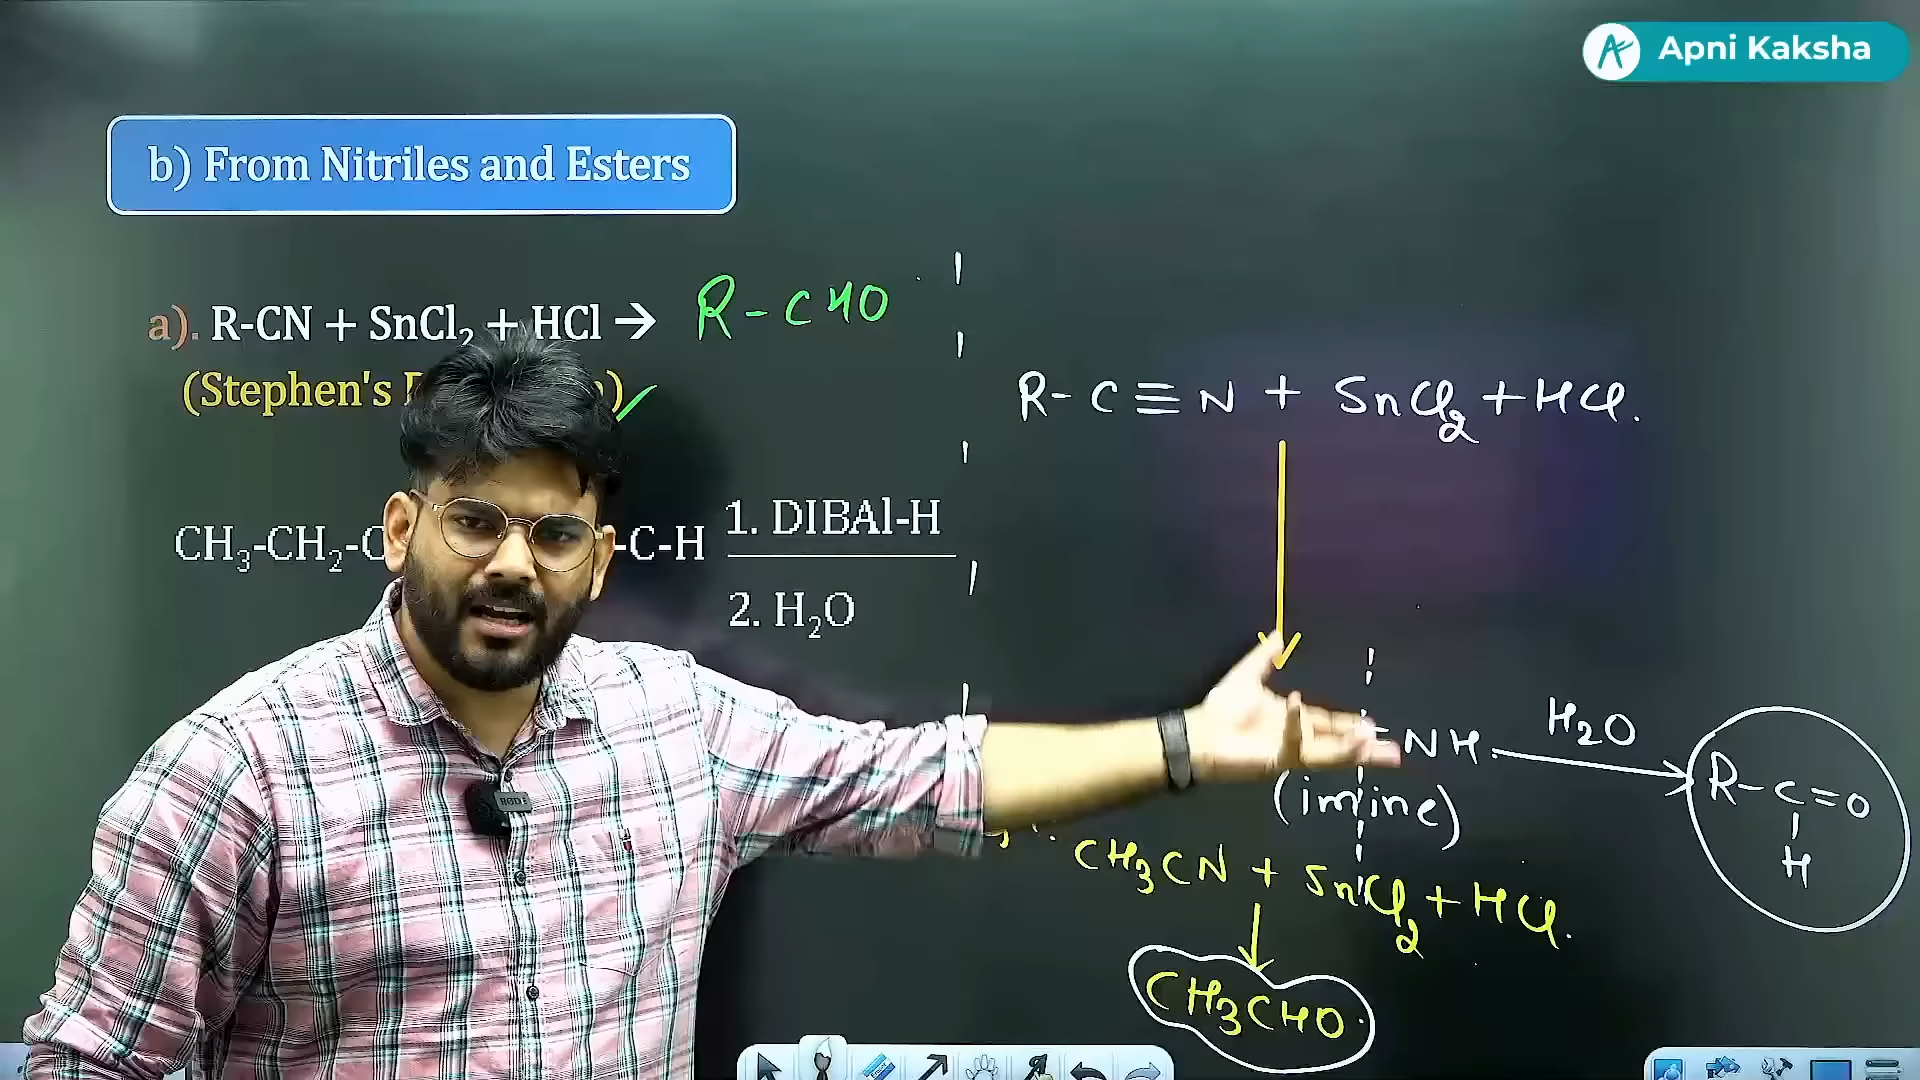 Apni Kaksha
b) From Nitriles and Esters
a). R-CN + SnCl₂ + HCl → R-CHO
(Stephen's
CH₃-CH₂- -C-H 1. DIBAl-H
2. H₂O
R-C≡N + SnCl₂ + HCl.
=NH. H₂O R-C=O
H
(imine)
CH₃CN + SnCl₂ + HCl.
CH₃CHO.
RØDE